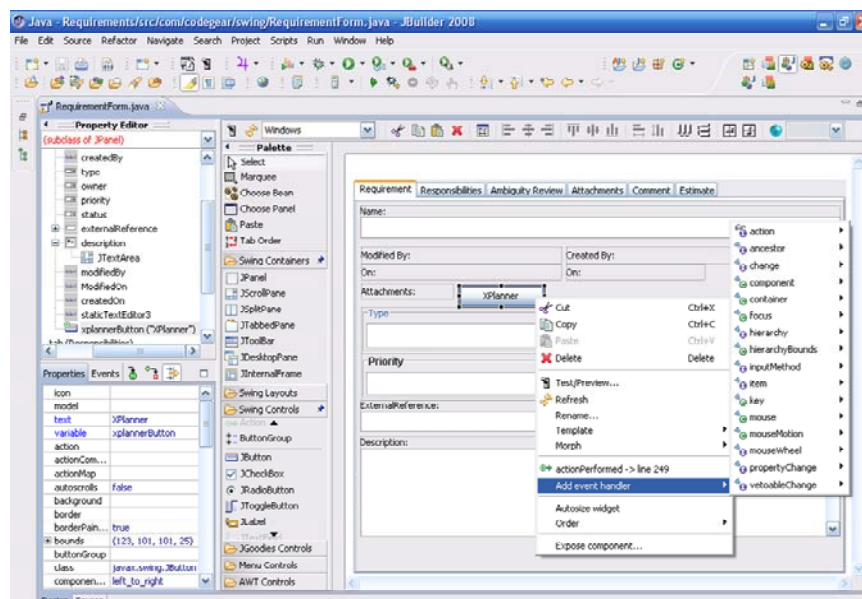 Java - Requirements/src/com/codegear/swing/RequirementForm.java - JBuilder 2008
File Edit Source Refactor Navigate Search Project Scripts Run Window Help
RequirementForm.java
Property Editor
(subclass of JPanel)
createdBy
type
owner
priority
status
externalReference
description
JTextArea
modifiedBy
ModifiedOn
createdOn
staticTextEditor3
xplannerButton ("XPlanner")
Properties Events
icon
model
text XPlanner
variable xplannerButton
action
actionCom...
actionMap
autoscrolls false
background
border
borderPain... true
bounds (123, 101, 101, 25)
buttonGroup
class javax.swing.JButton
componen... left_to_right
Windows
Palette
Select
Marquee
Choose Bean
Choose Panel
Paste
Tab Order
Swing Containers
JPanel
JScrollPane
JSplitPane
JTabbedPane
JToolBar
JDesktopPane
JInternalFrame
Swing Layouts
Swing Controls
Action
ButtonGroup
JButton
JCheckBox
JRadioButton
JToggleButton
JLabel
JGoodies Controls
Menu Controls
AWT Controls
Requirement Responsibilities Ambiguity Review Attachments Comment Estimate
Name:
Modified By: Created By:
On: On:
Attachments: XPlanner
Type
Priority
ExternalReference:
Description:
Cut Ctrl+X
Copy Ctrl+C
Paste Ctrl+V
Delete Delete
Test/Preview...
Refresh
Rename...
Template
Morph
actionPerformed -> line 249
Add event handler
Autosize widget
Order
Expose component...
action
ancestor
change
component
container
focus
hierarchy
hierarchyBounds
inputMethod
item
key
mouse
mouseMotion
mouseWheel
propertyChange
vetoableChange